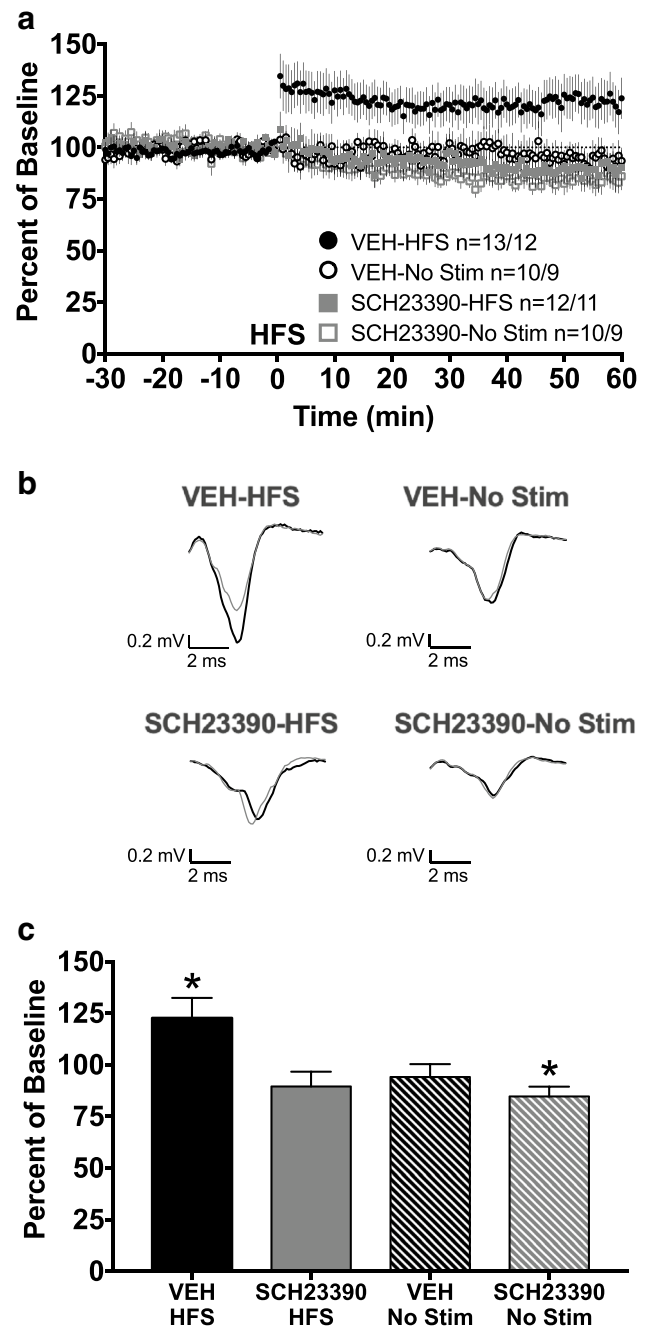 a
Percent of Baseline
150
125
100
75
50
25
0
VEH-HFS n=13/12
VEH-No Stim n=10/9
SCH23390-HFS n=12/11
HFS SCH23390-No Stim n=10/9
-30 -20 -10 0 10 20 30 40 50 60
Time (min)
b
VEH-HFS VEH-No Stim
0.2 mV 0.2 mV
2 ms 2 ms
SCH23390-HFS SCH23390-No Stim
0.2 mV 0.2 mV
2 ms 2 ms
c
Percent of Baseline
150
125
100
75
50
25
0
* *
VEH SCH23390 VEH SCH23390
HFS HFS No Stim No Stim